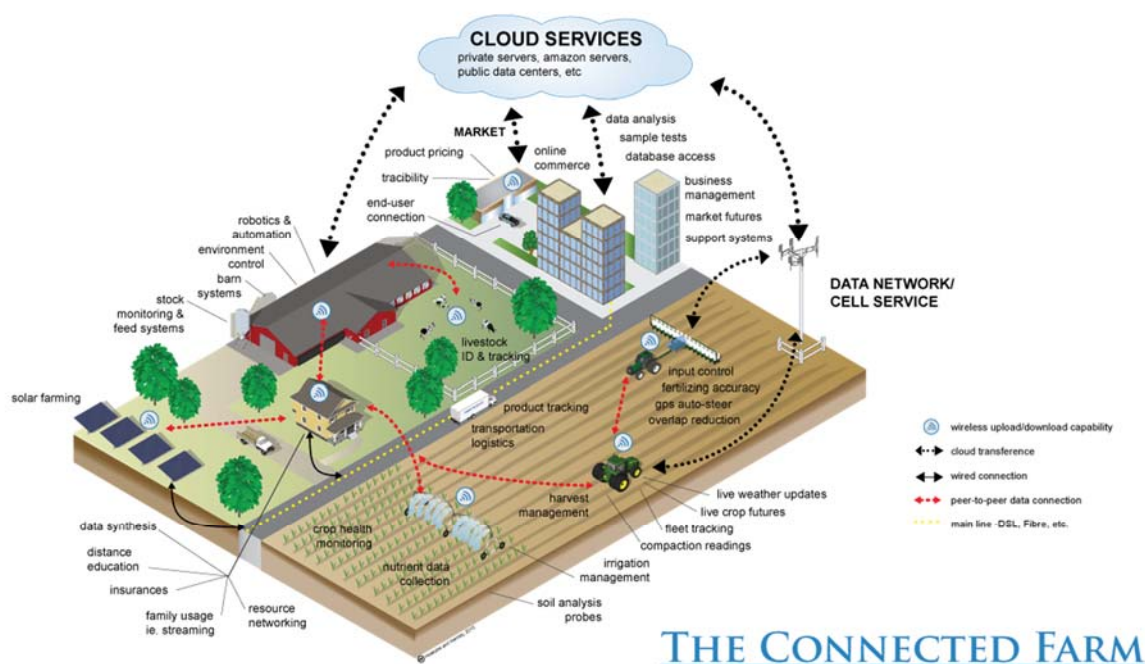 CLOUD SERVICES
private servers, amazon servers,
public data centers, etc
MARKET
product pricing
tracibility
end-user
connection
online
commerce
data analysis
sample tests
database access
business
management
market futures
support systems
DATA NETWORK/
CELL SERVICE
robotics &
automation
environment
control
barn
systems
stock
monitoring &
feed systems
livestock
ID & tracking
solar farming
product tracking
transportation
logistics
input control
fertilizing accuracy
gps auto-steer
overlap reduction
harvest
management
live weather updates
live crop futures
fleet tracking
compaction readings
irrigation
management
crop health
monitoring
nutrient data
collection
soil analysis
probes
data synthesis
distance
education
insurances
family usage
ie. streaming
resource
networking
wireless upload/download capability
cloud transference
wired connection
peer-to-peer data connection
main line -DSL, Fibre, etc.
THE CONNECTED FARM